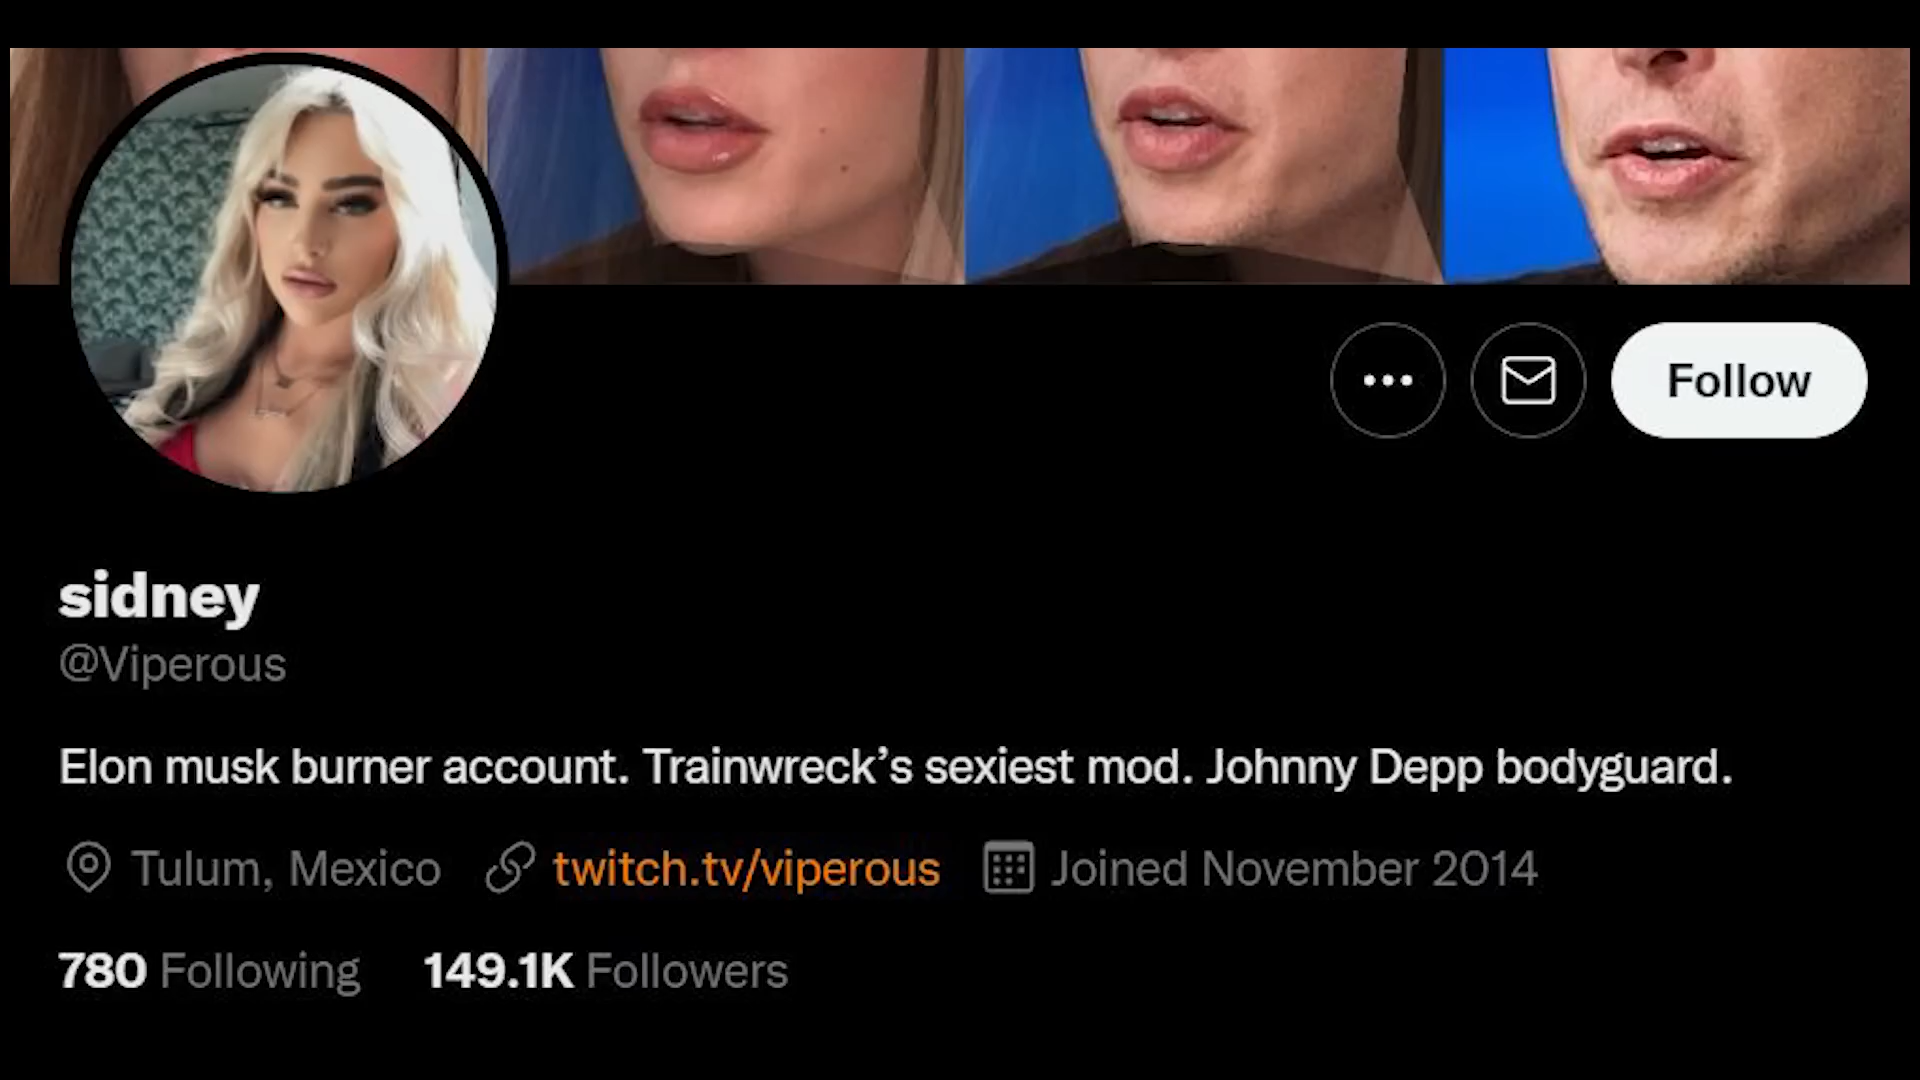 Follow
sidney
@Viperous
Elon musk burner account. Trainwreck’s sexiest mod. Johnny Depp bodyguard.
Tulum, Mexico twitch.tv/viperous Joined November 2014
780 Following 149.1K Followers